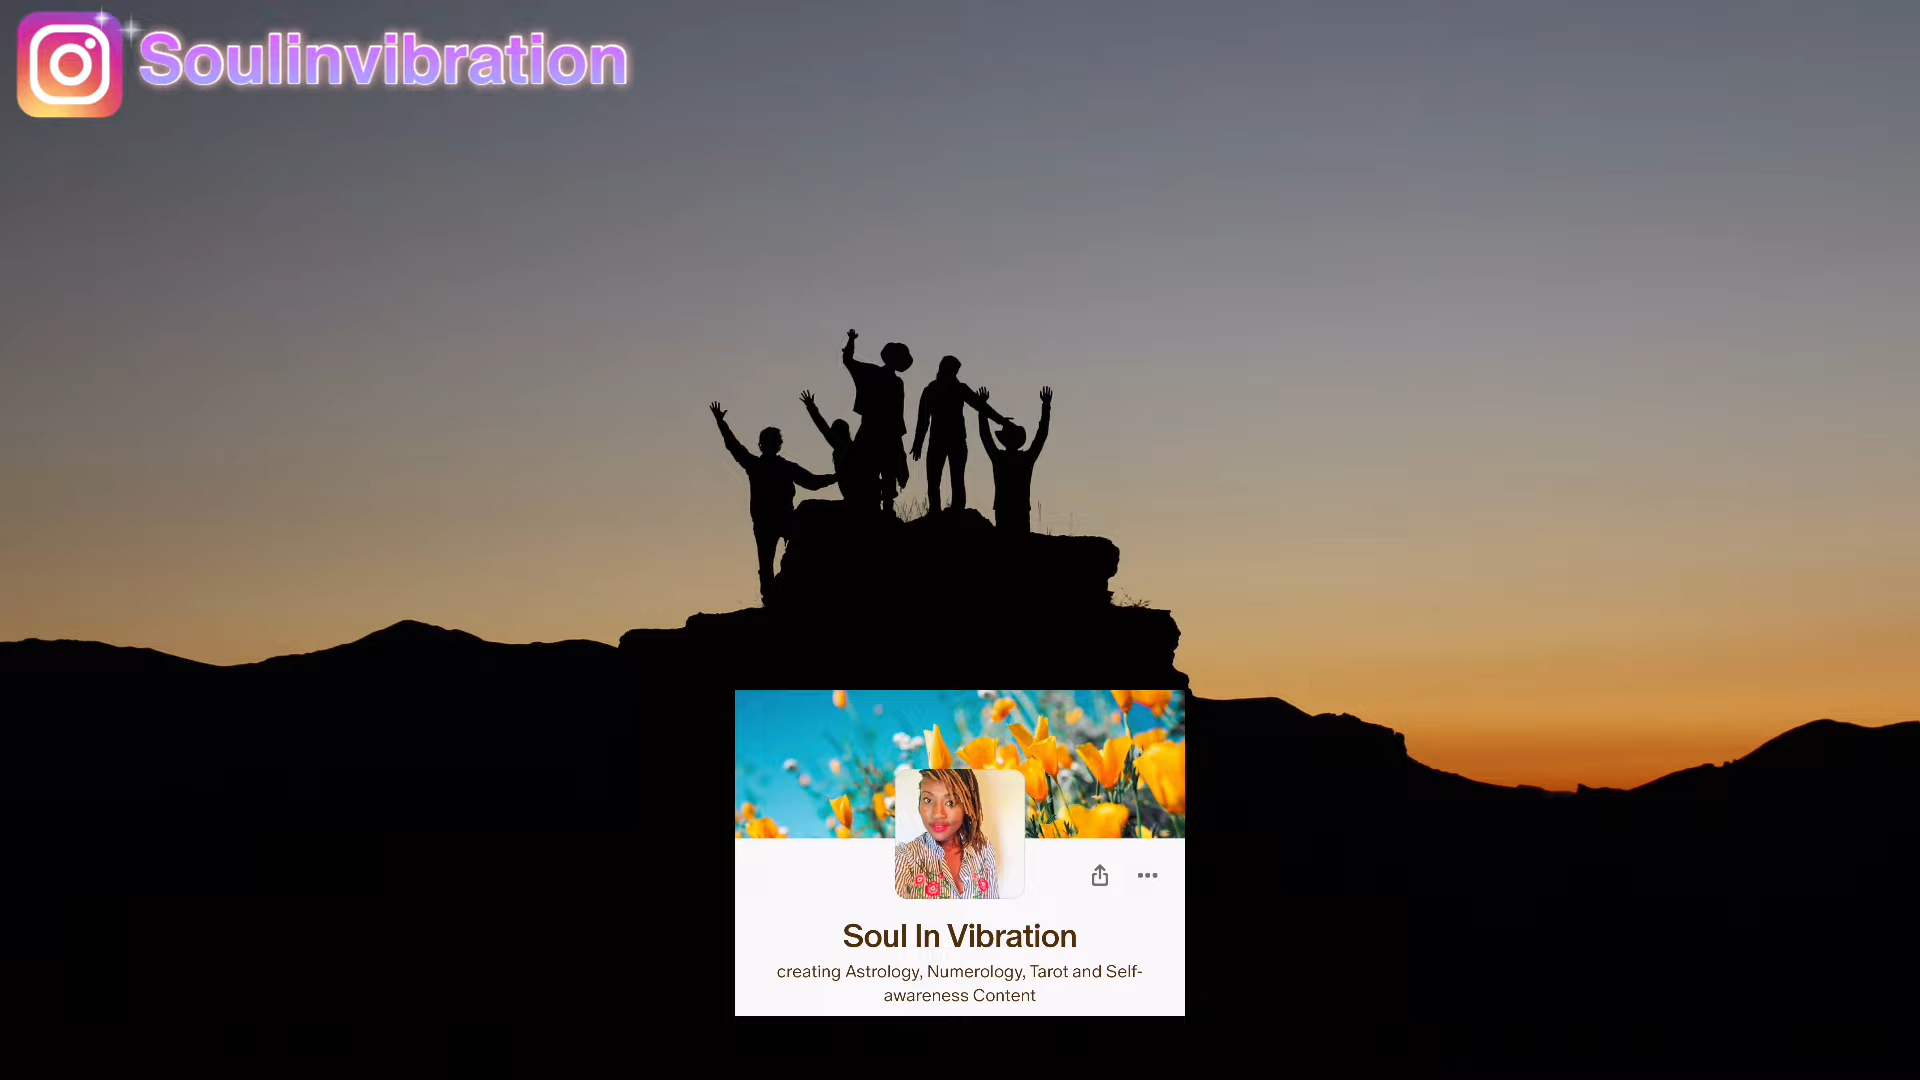 Soulinvibration
Soul In Vibration
creating Astrology, Numerology, Tarot and Self-
awareness Content